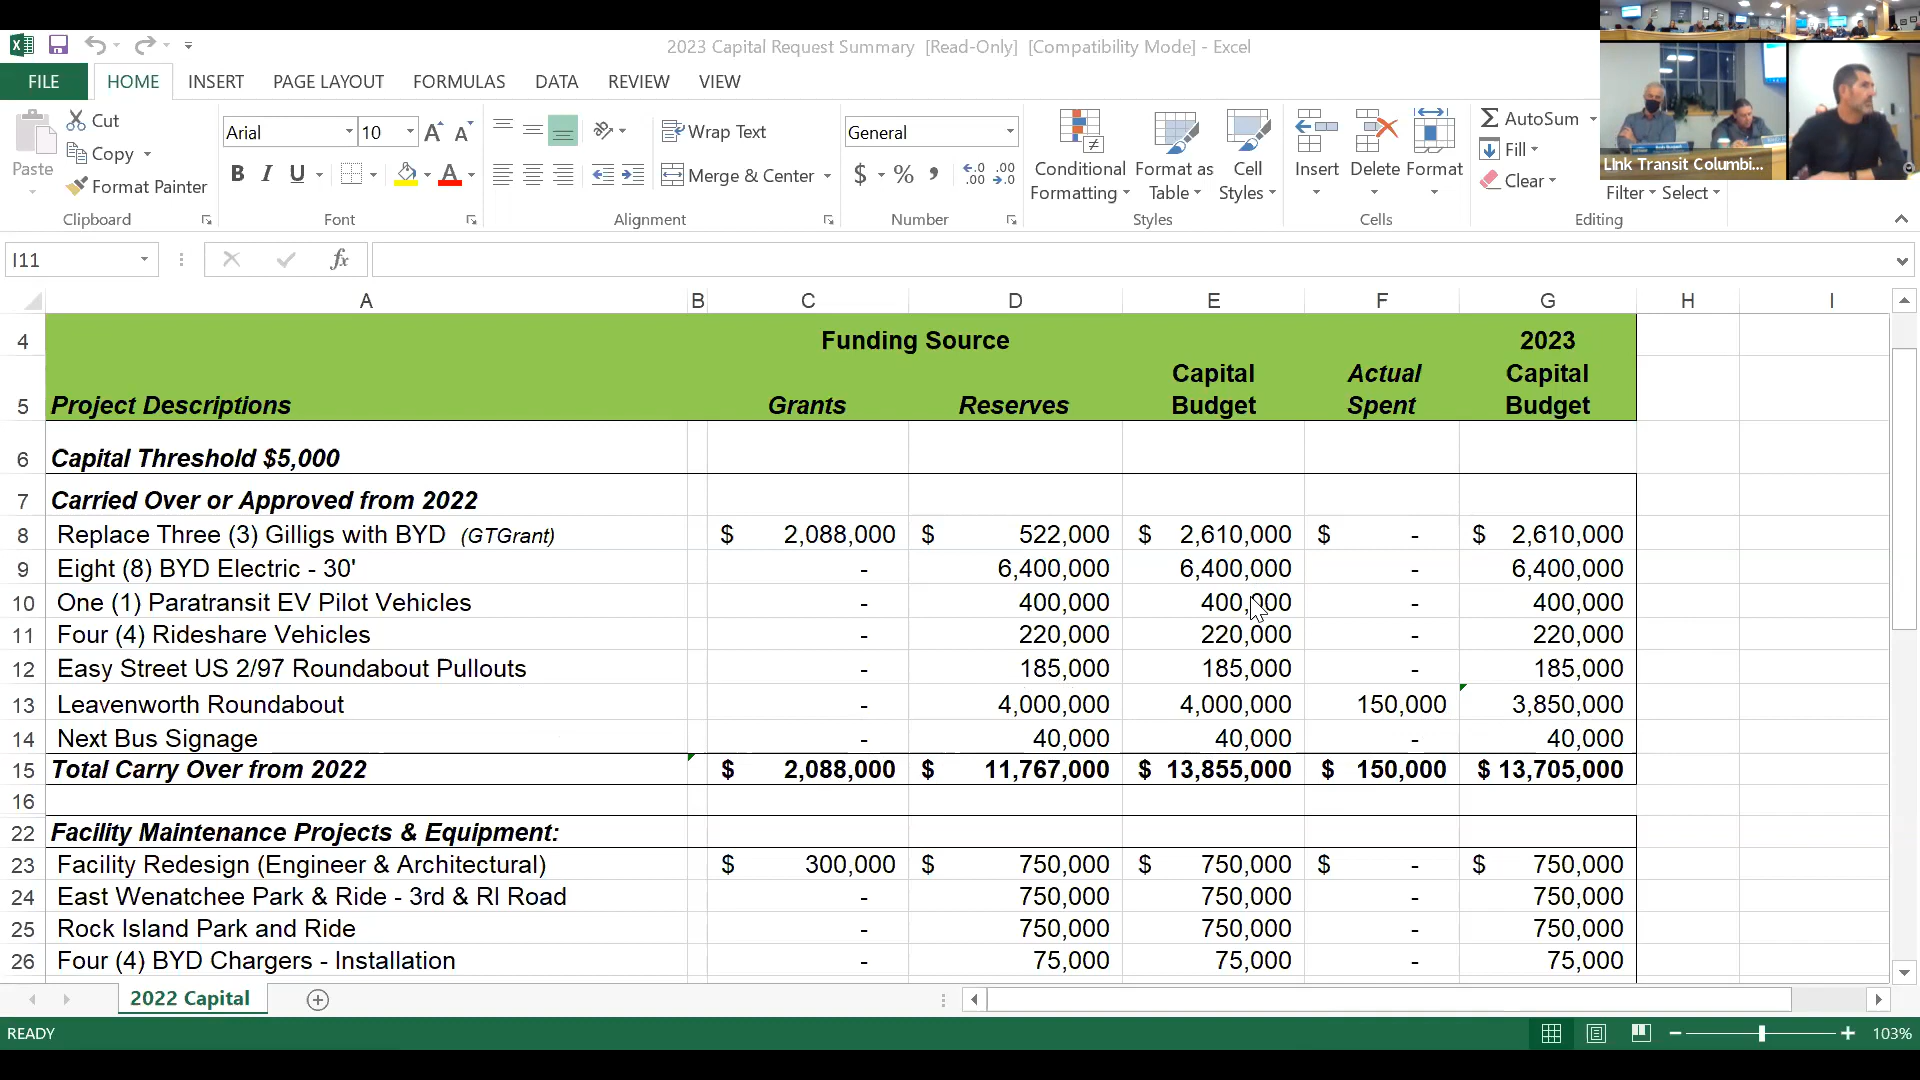 2023 Capital Request Summary [Read-Only] [Compatibility Mode] - Excel
FILE HOME INSERT PAGE LAYOUT FORMULAS DATA REVIEW VIEW
Paste Cut Copy Format Painter
Arial 10 B I U
Wrap Text Merge & Center
General $ %
Conditional Formatting Format as Table Cell Styles
Insert Delete Format
AutoSum Fill Clear Filter Select
LInk Transit Columbi...
Clipboard Font Alignment Number Styles Cells Editing
I11 fx
A B C D E F G H I
4 Funding Source 2023
Capital Actual Capital
5 Project Descriptions Grants Reserves Budget Spent Budget
6 Capital Threshold $5,000
7 Carried Over or Approved from 2022
8 Replace Three (3) Gilligs with BYD (GTGrant) $ 2,088,000 $ 522,000 $ 2,610,000 $ - $ 2,610,000
9 Eight (8) BYD Electric - 30' - 6,400,000 6,400,000 - 6,400,000
10 One (1) Paratransit EV Pilot Vehicles - 400,000 400,000 - 400,000
11 Four (4) Rideshare Vehicles - 220,000 220,000 - 220,000
12 Easy Street US 2/97 Roundabout Pullouts - 185,000 185,000 - 185,000
13 Leavenworth Roundabout - 4,000,000 4,000,000 150,000 3,850,000
14 Next Bus Signage - 40,000 40,000 - 40,000
15 Total Carry Over from 2022 $ 2,088,000 $ 11,767,000 $ 13,855,000 $ 150,000 $ 13,705,000
16
22 Facility Maintenance Projects & Equipment:
23 Facility Redesign (Engineer & Architectural) $ 300,000 $ 750,000 $ 750,000 $ - $ 750,000
24 East Wenatchee Park & Ride - 3rd & RI Road - 750,000 750,000 - 750,000
25 Rock Island Park and Ride - 750,000 750,000 - 750,000
26 Four (4) BYD Chargers - Installation - 75,000 75,000 - 75,000
2022 Capital
READY 103%